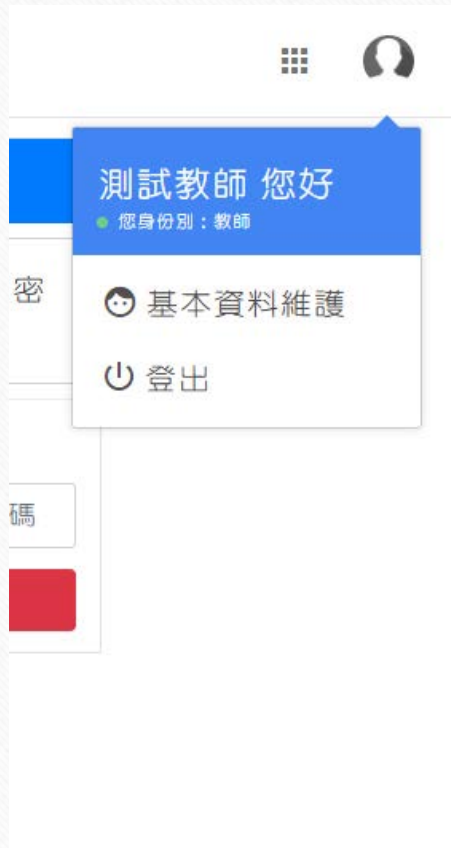 測試教師 您好
您身份別：教師
密
基本資料維護
登出
碼